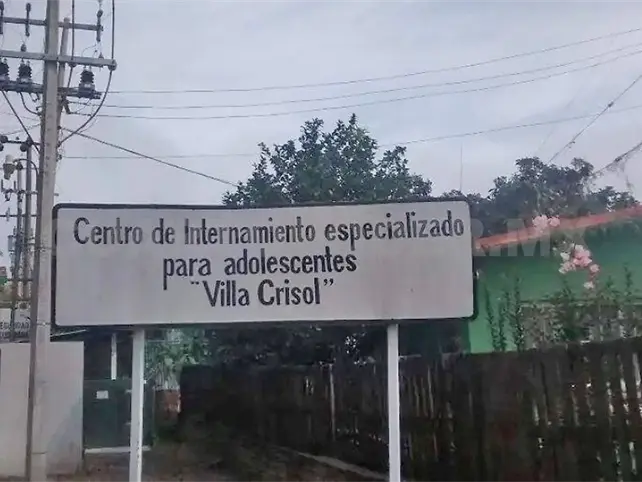 Centro de Internamiento especializado
para adolescentes
"Villa Crisol"